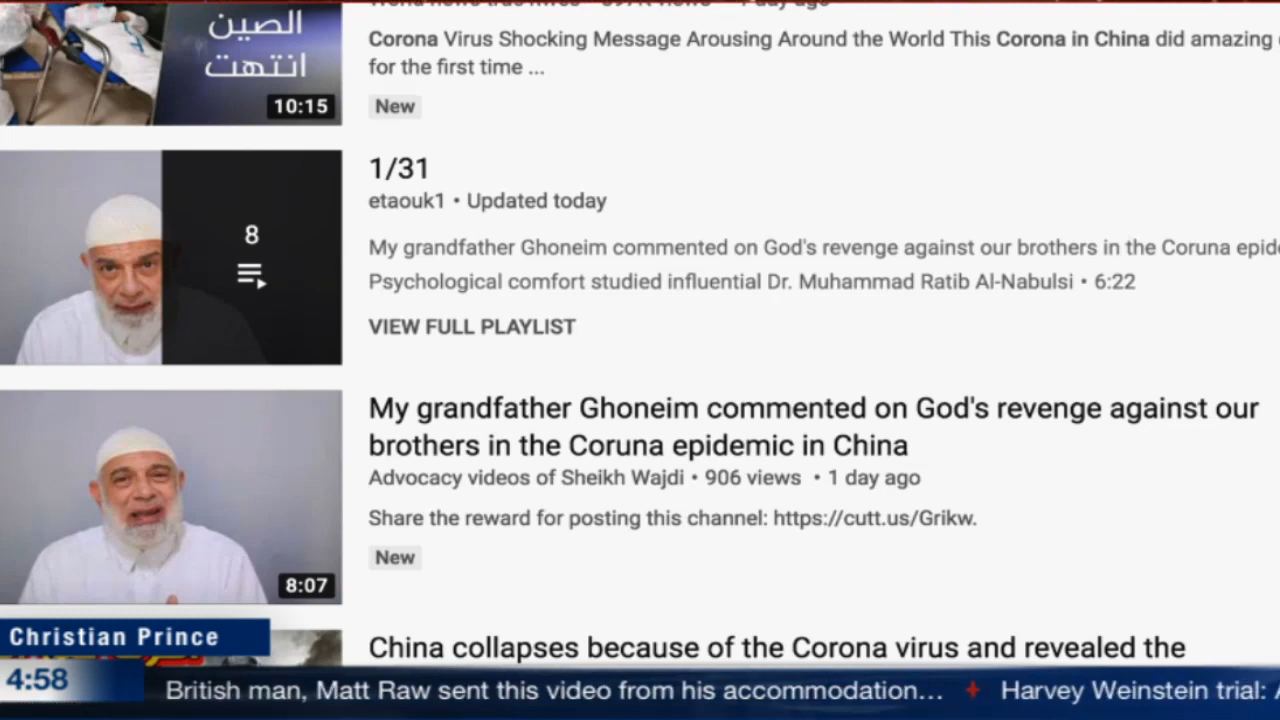 الصين
انتهت
10:15
Corona Virus Shocking Message Arousing Around the World This Corona in China did amazing
for the first time ...
New
8
1/31
etaouk1 • Updated today
My grandfather Ghoneim commented on God's revenge against our brothers in the Coruna
Psychological comfort studied influential Dr. Muhammad Ratib Al-Nabulsi • 6:22
VIEW FULL PLAYLIST
My grandfather Ghoneim commented on God's revenge against our
brothers in the Coruna epidemic in China
Advocacy videos of Sheikh Wajdi • 906 views • 1 day ago
Share the reward for posting this channel: https://cutt.us/Grikw.
New
8:07
China collapses because of the Corona virus and revealed the
Christian Prince
4:58
British man, Matt Raw sent this video from his accommodation... + Harvey Weinstein trial: